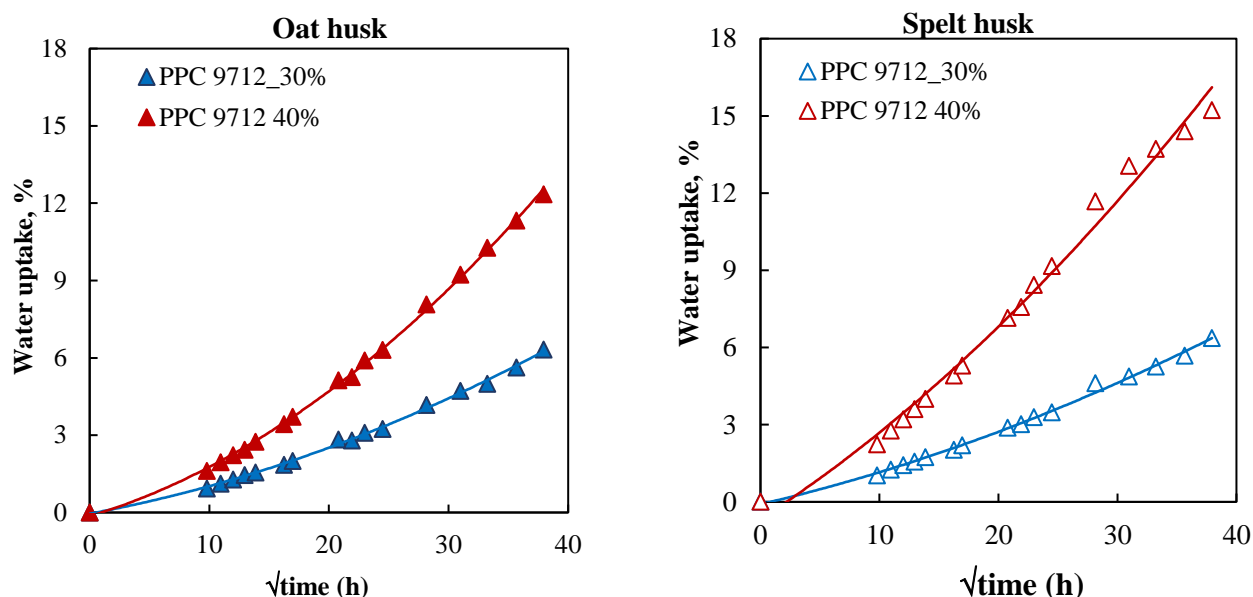 Oat husk
18
15
12
9
6
3
0
PPC 9712_30%
PPC 9712 40%
Water uptake, %
0 10 20 30 40
√time (h)
Spelt husk
18
15
12
9
6
3
0
PPC 9712_30%
PPC 9712 40%
Water uptake, %
0 10 20 30 40
√time (h)